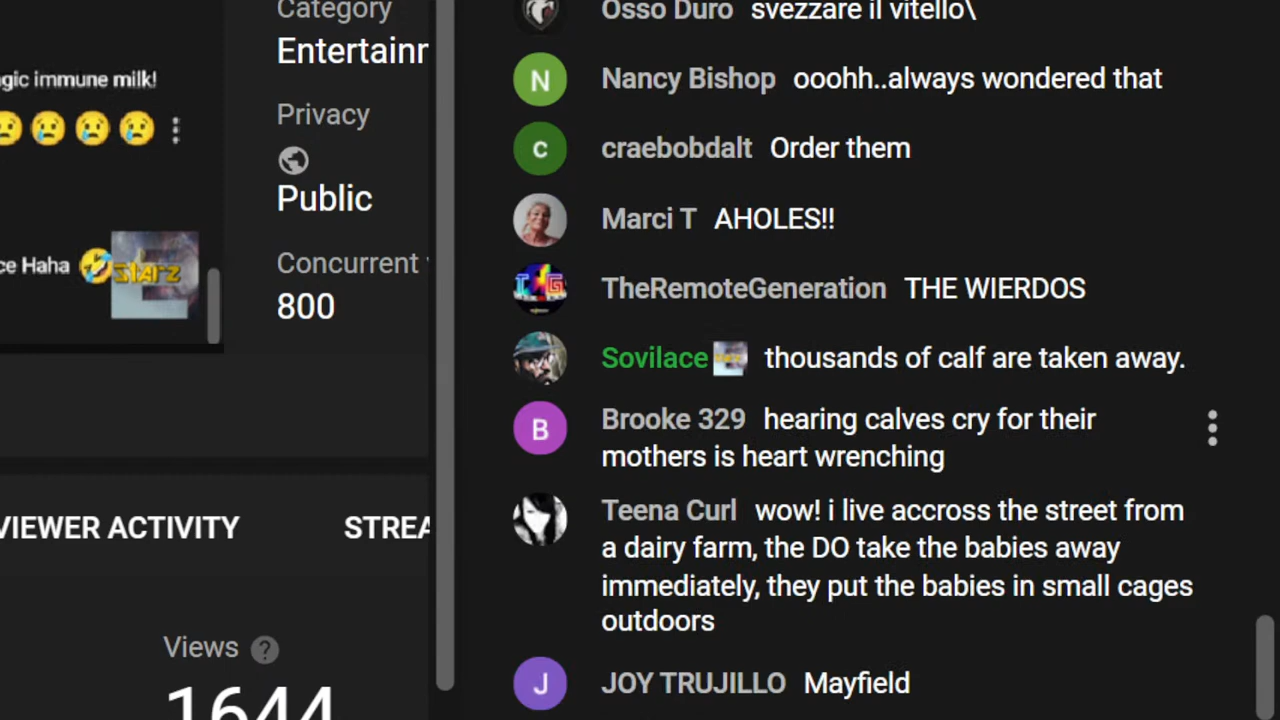 Category
Entertainr
Privacy
Public
Concurrent
800
gic immune milk!
ce Haha
starz
VIEWER ACTIVITY
STREA
Views
1644
Osso Duro svezzare il vitello\
Nancy Bishop ooohh..always wondered that
craebobdalt Order them
Marci T AHOLES!!
TheRemoteGeneration THE WIERDOS
Sovilace thousands of calf are taken away.
Brooke 329 hearing calves cry for their
mothers is heart wrenching
Teena Curl wow! i live accross the street from
a dairy farm, the DO take the babies away
immediately, they put the babies in small cages
outdoors
JOY TRUJILLO Mayfield
N
c
B
J